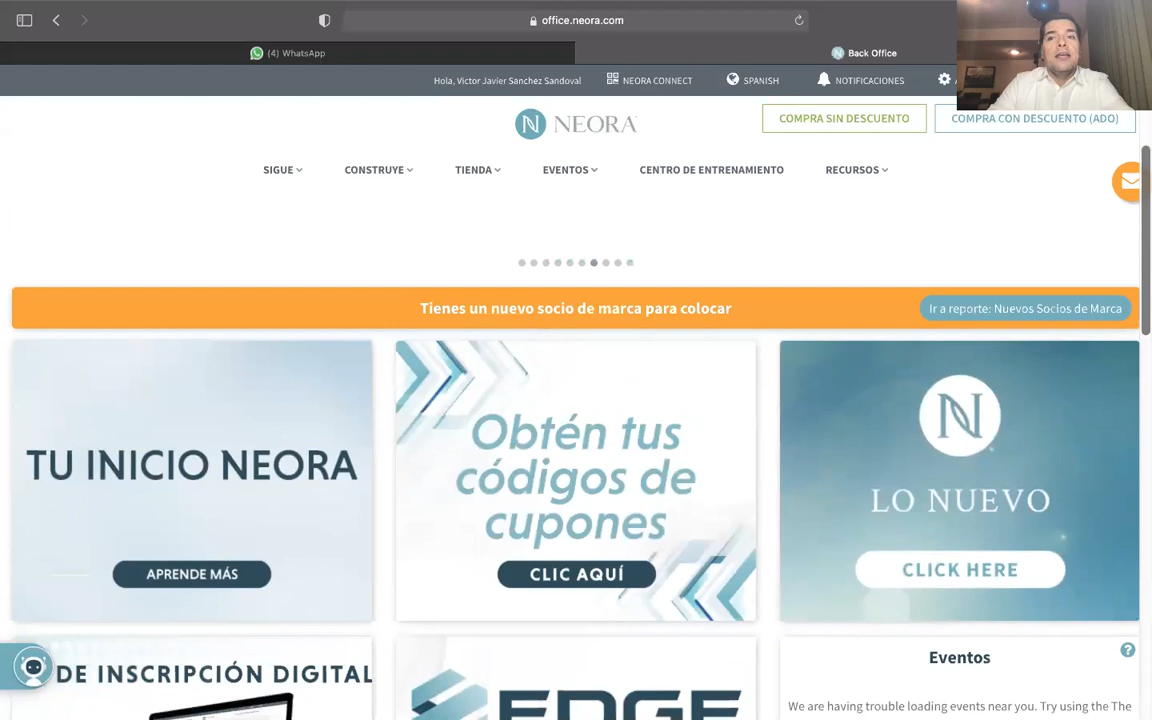 office.neora.com
(4) WhatsApp
Back Office
Hola, Victor Javier Sanchez Sandoval
NEORA CONNECT
SPANISH
NOTIFICACIONES
NEORA
COMPRA SIN DESCUENTO
COMPRA CON DESCUENTO (ADO)
SIGUE
CONSTRUYE
TIENDA
EVENTOS
CENTRO DE ENTRENAMIENTO
RECURSOS
Tienes un nuevo socio de marca para colocar
Ir a reporte: Nuevos Socios de Marca
TU INICIO NEORA
APRENDE MÁS
Obtén tus
códigos de
cupones
CLIC AQUÍ
N
LO NUEVO
CLICK HERE
DE INSCRIPCIÓN DIGITAL
EDGE
Eventos
?
We are having trouble loading events near you. Try using the The